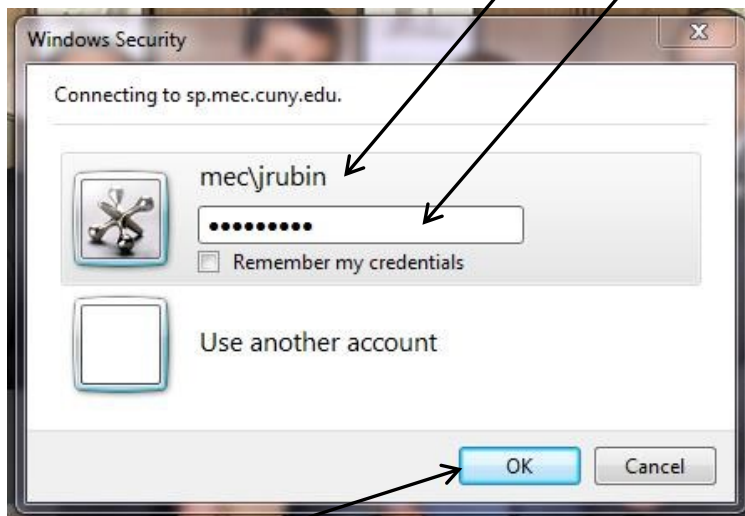 Windows Security
Connecting to sp.mec.cuny.edu.
mec\jrubin
•••••••••
Remember my credentials
Use another account
OK Cancel